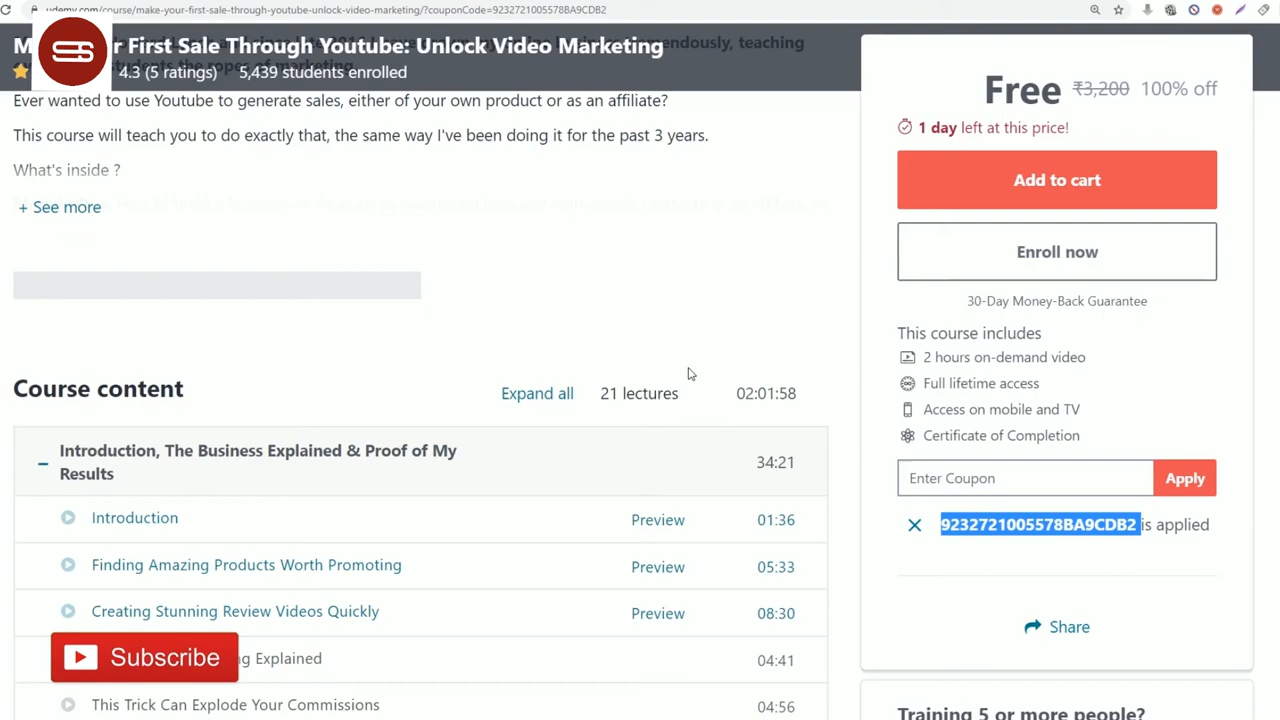 udemy.com/course/make-your-first-sale-through-youtube-unlock-video-marketing/?couponCode=9232721005578BA9CDB2
First Sale Through Youtube: Unlock Video Marketing
4.3 (5 ratings) 5,439 students enrolled
Ever wanted to use Youtube to generate sales, either of your own product or as an affiliate?
This course will teach you to do exactly that, the same way I've been doing it for the past 3 years.
What's inside ?
+ See more
Course content
Expand all
21 lectures
02:01:58
Introduction, The Business Explained & Proof of My
Results
34:21
Introduction
Preview
01:36
Finding Amazing Products Worth Promoting
Preview
05:33
Creating Stunning Review Videos Quickly
Preview
08:30
Explained
04:41
This Trick Can Explode Your Commissions
04:56
Subscribe
Free ₹3,200 100% off
1 day left at this price!
Add to cart
Enroll now
30-Day Money-Back Guarantee
This course includes
2 hours on-demand video
Full lifetime access
Access on mobile and TV
Certificate of Completion
Enter Coupon
Apply
9232721005578BA9CDB2 is applied
Share
Training 5 or more people?